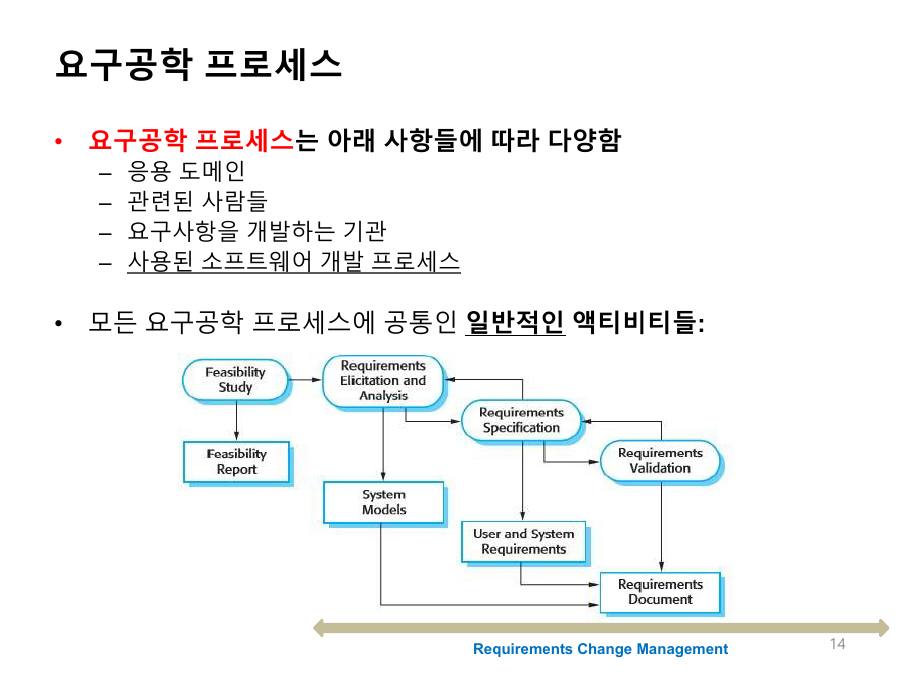 요구공학 프로세스
• 요구공학 프로세스는 아래 사항들에 따라 다양함
– 응용 도메인
– 관련된 사람들
– 요구사항을 개발하는 기관
– 사용된 소프트웨어 개발 프로세스
• 모든 요구공학 프로세스에 공통인 일반적인 액티비티들:
Feasibility
Study
Requirements
Elicitation and
Analysis
Requirements
Specification
Requirements
Validation
Feasibility
Report
System
Models
User and System
Requirements
Requirements
Document
Requirements Change Management
14